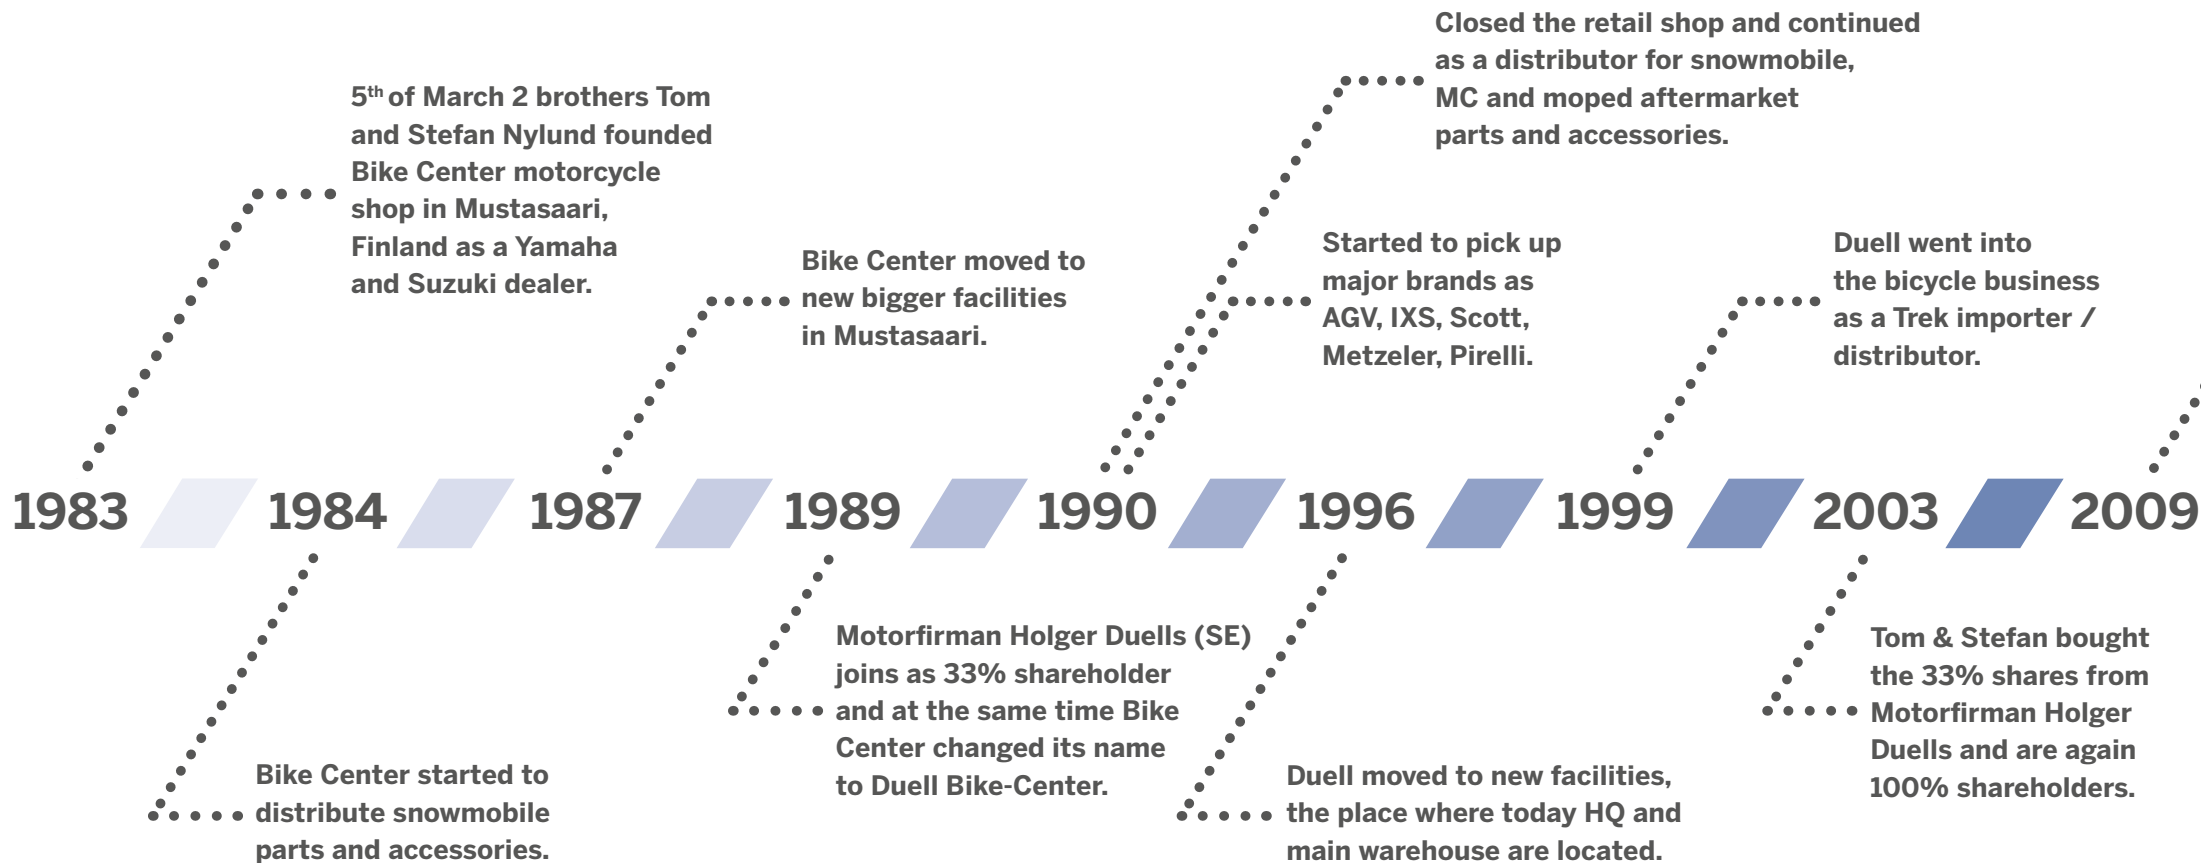 Closed the retail shop and continued
as a distributor for snowmobile,
MC and moped aftermarket
parts and accessories.
5th of March 2 brothers Tom
and Stefan Nylund founded
Bike Center motorcycle
shop in Mustasaari,
Finland as a Yamaha
and Suzuki dealer.
Bike Center moved to
new bigger facilities
in Mustasaari.
Started to pick up
major brands as
AGV, IXS, Scott,
Metzeler, Pirelli.
Duell went into
the bicycle business
as a Trek importer /
distributor.
1983 1984 1987 1989 1990 1996 1999 2003 2009
Bike Center started to
distribute snowmobile
parts and accessories.
Motorfirman Holger Duells (SE)
joins as 33% shareholder
and at the same time Bike
Center changed its name
to Duell Bike-Center.
Duell moved to new facilities,
the place where today HQ and
main warehouse are located.
Tom & Stefan bought
the 33% shares from
Motorfirman Holger
Duells and are again
100% shareholders.